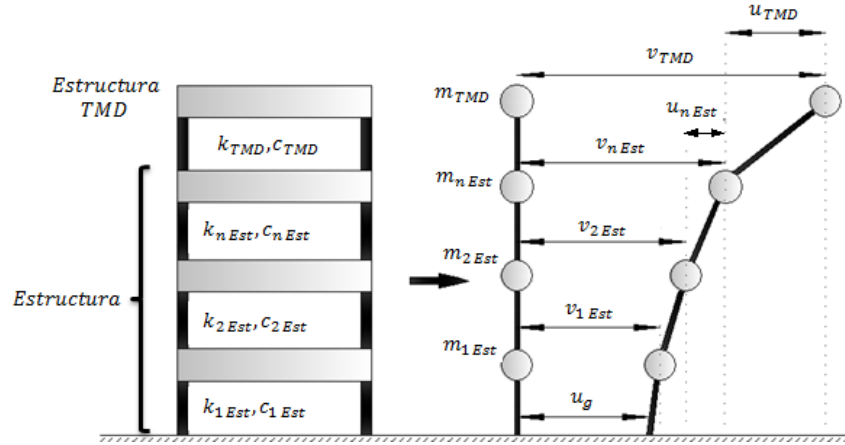 Estructura
TMD
k_TMD, c_TMD
k_n Est, c_n Est
Estructura
k_2 Est, c_2 Est
k_1 Est, c_1 Est
u_TMD
v_TMD
m_TMD
u_n Est
v_n Est
m_n Est
v_2 Est
m_2 Est
v_1 Est
m_1 Est
u_g